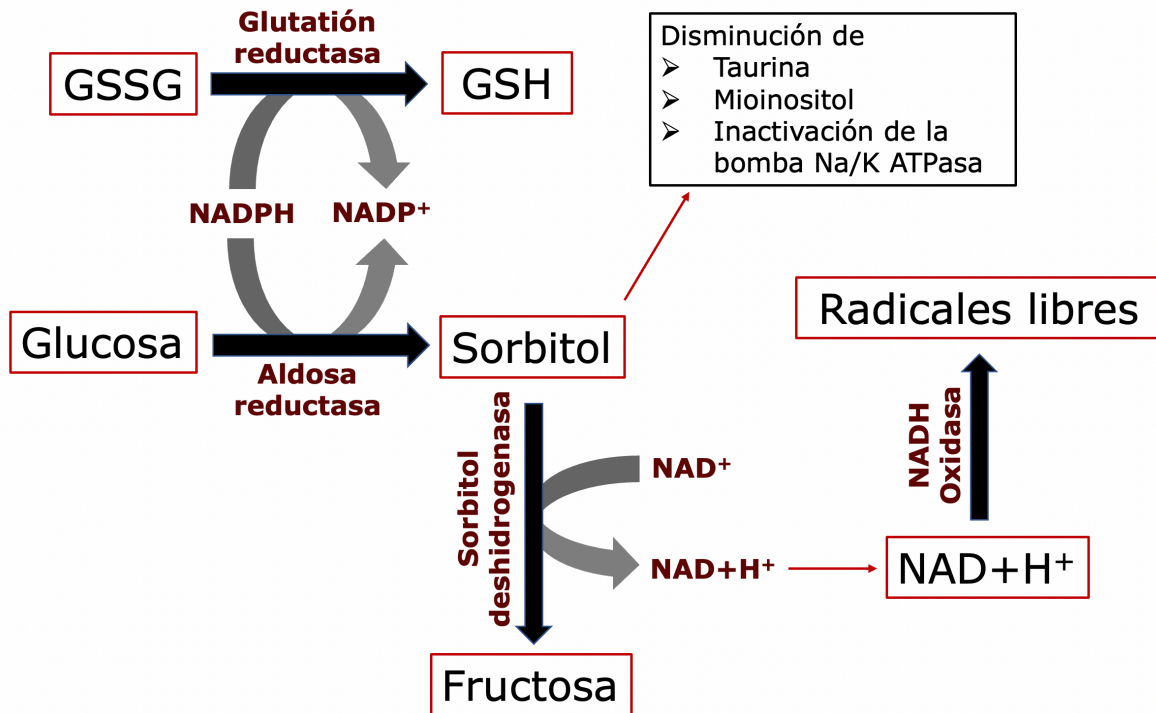 Glutatión
reductasa
GSSG
GSH
Disminución de
➢ Taurina
➢ Mioinositol
➢ Inactivación de la
bomba Na/K ATPasa
NADPH
NADP⁺
Glucosa
Aldosa
reductasa
Sorbitol
Radicales libres
Sorbitol
deshidrogenasa
NAD⁺
NAD+H⁺
NADH
Oxidasa
NAD+H⁺
Fructosa